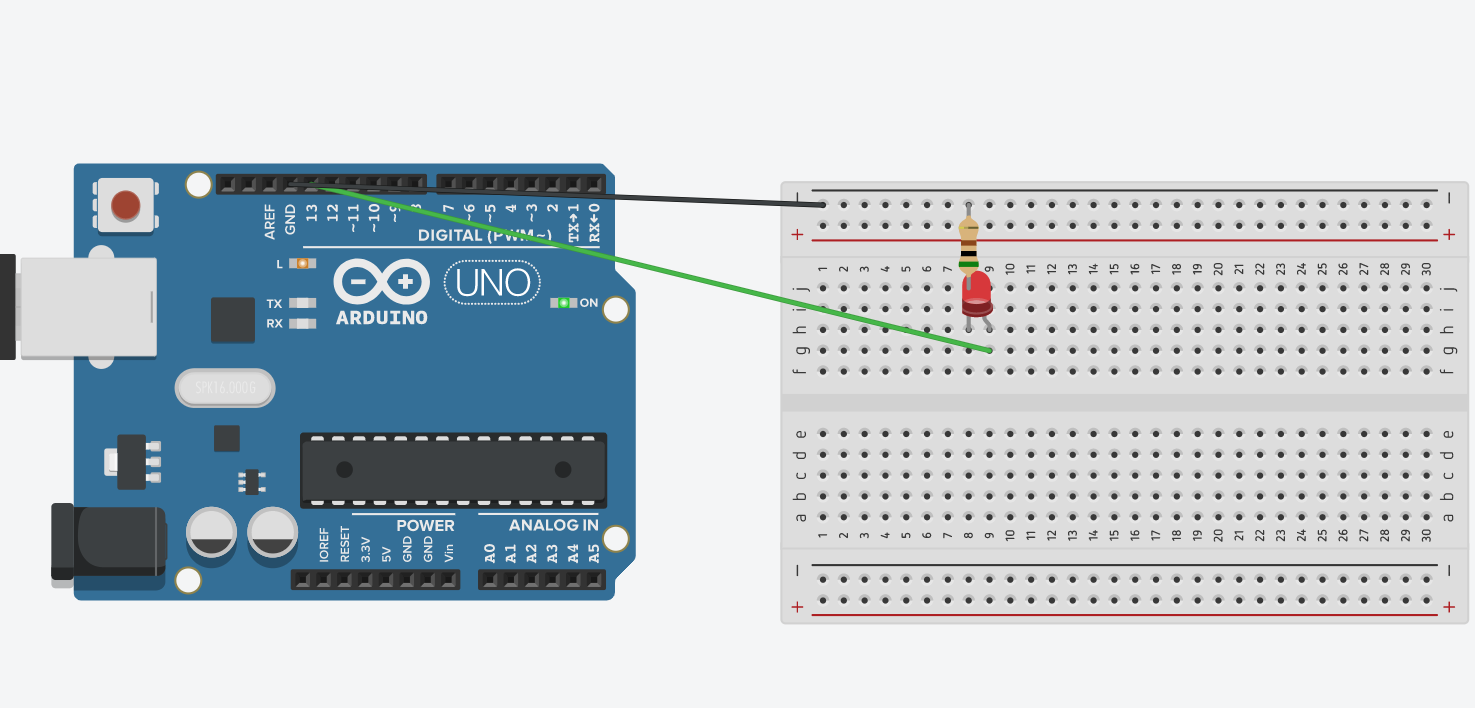 AREF
GND
13
12
~11
~10
~9
8
7
~6
~5
4
~3
2
TX→1
RX←0
DIGITAL (PWM~)
L
TX
RX
ARDUINO
UNO
ON
SPK16.000G
POWER
ANALOG IN
IOREF
RESET
3.3V
5V
GND
GND
Vin
A0
A1
A2
A3
A4
A5
− −
+ +
1 2 3 4 5 6 7 8 9 10 11 12 13 14 15 16 17 18 19 20 21 22 23 24 25 26 27 28 29 30
j j
i i
h h
g g
f f
e e
d d
c c
b b
a a
1 2 3 4 5 6 7 8 9 10 11 12 13 14 15 16 17 18 19 20 21 22 23 24 25 26 27 28 29 30
− −
+ +